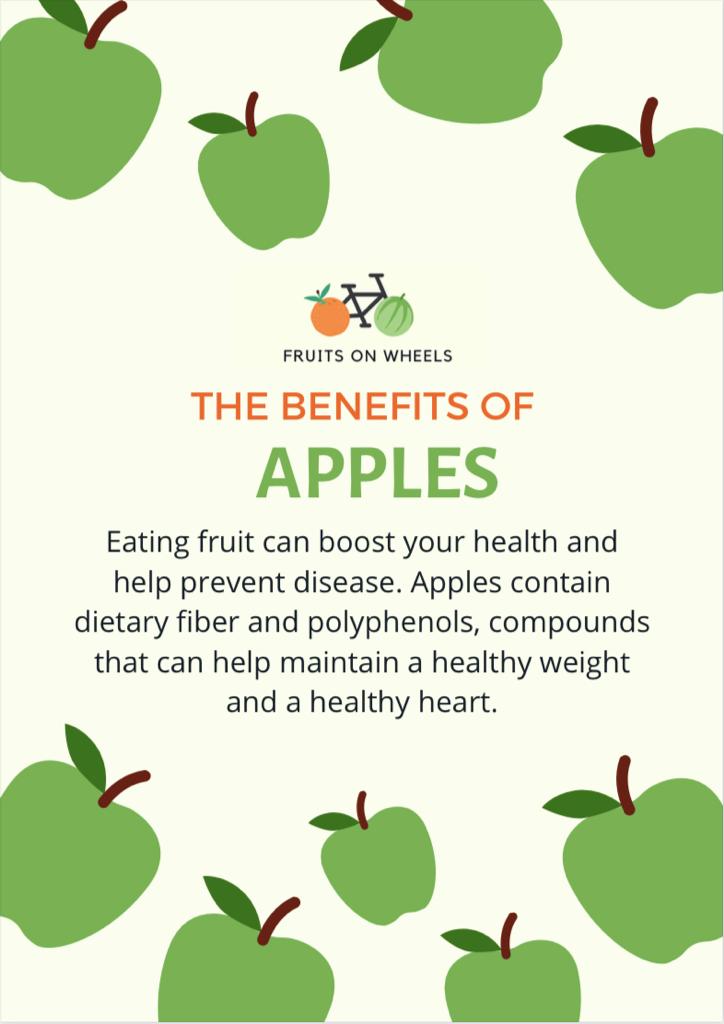 FRUITS ON WHEELS
THE BENEFITS OF
APPLES
Eating fruit can boost your health and
help prevent disease. Apples contain
dietary fiber and polyphenols, compounds
that can help maintain a healthy weight
and a healthy heart.